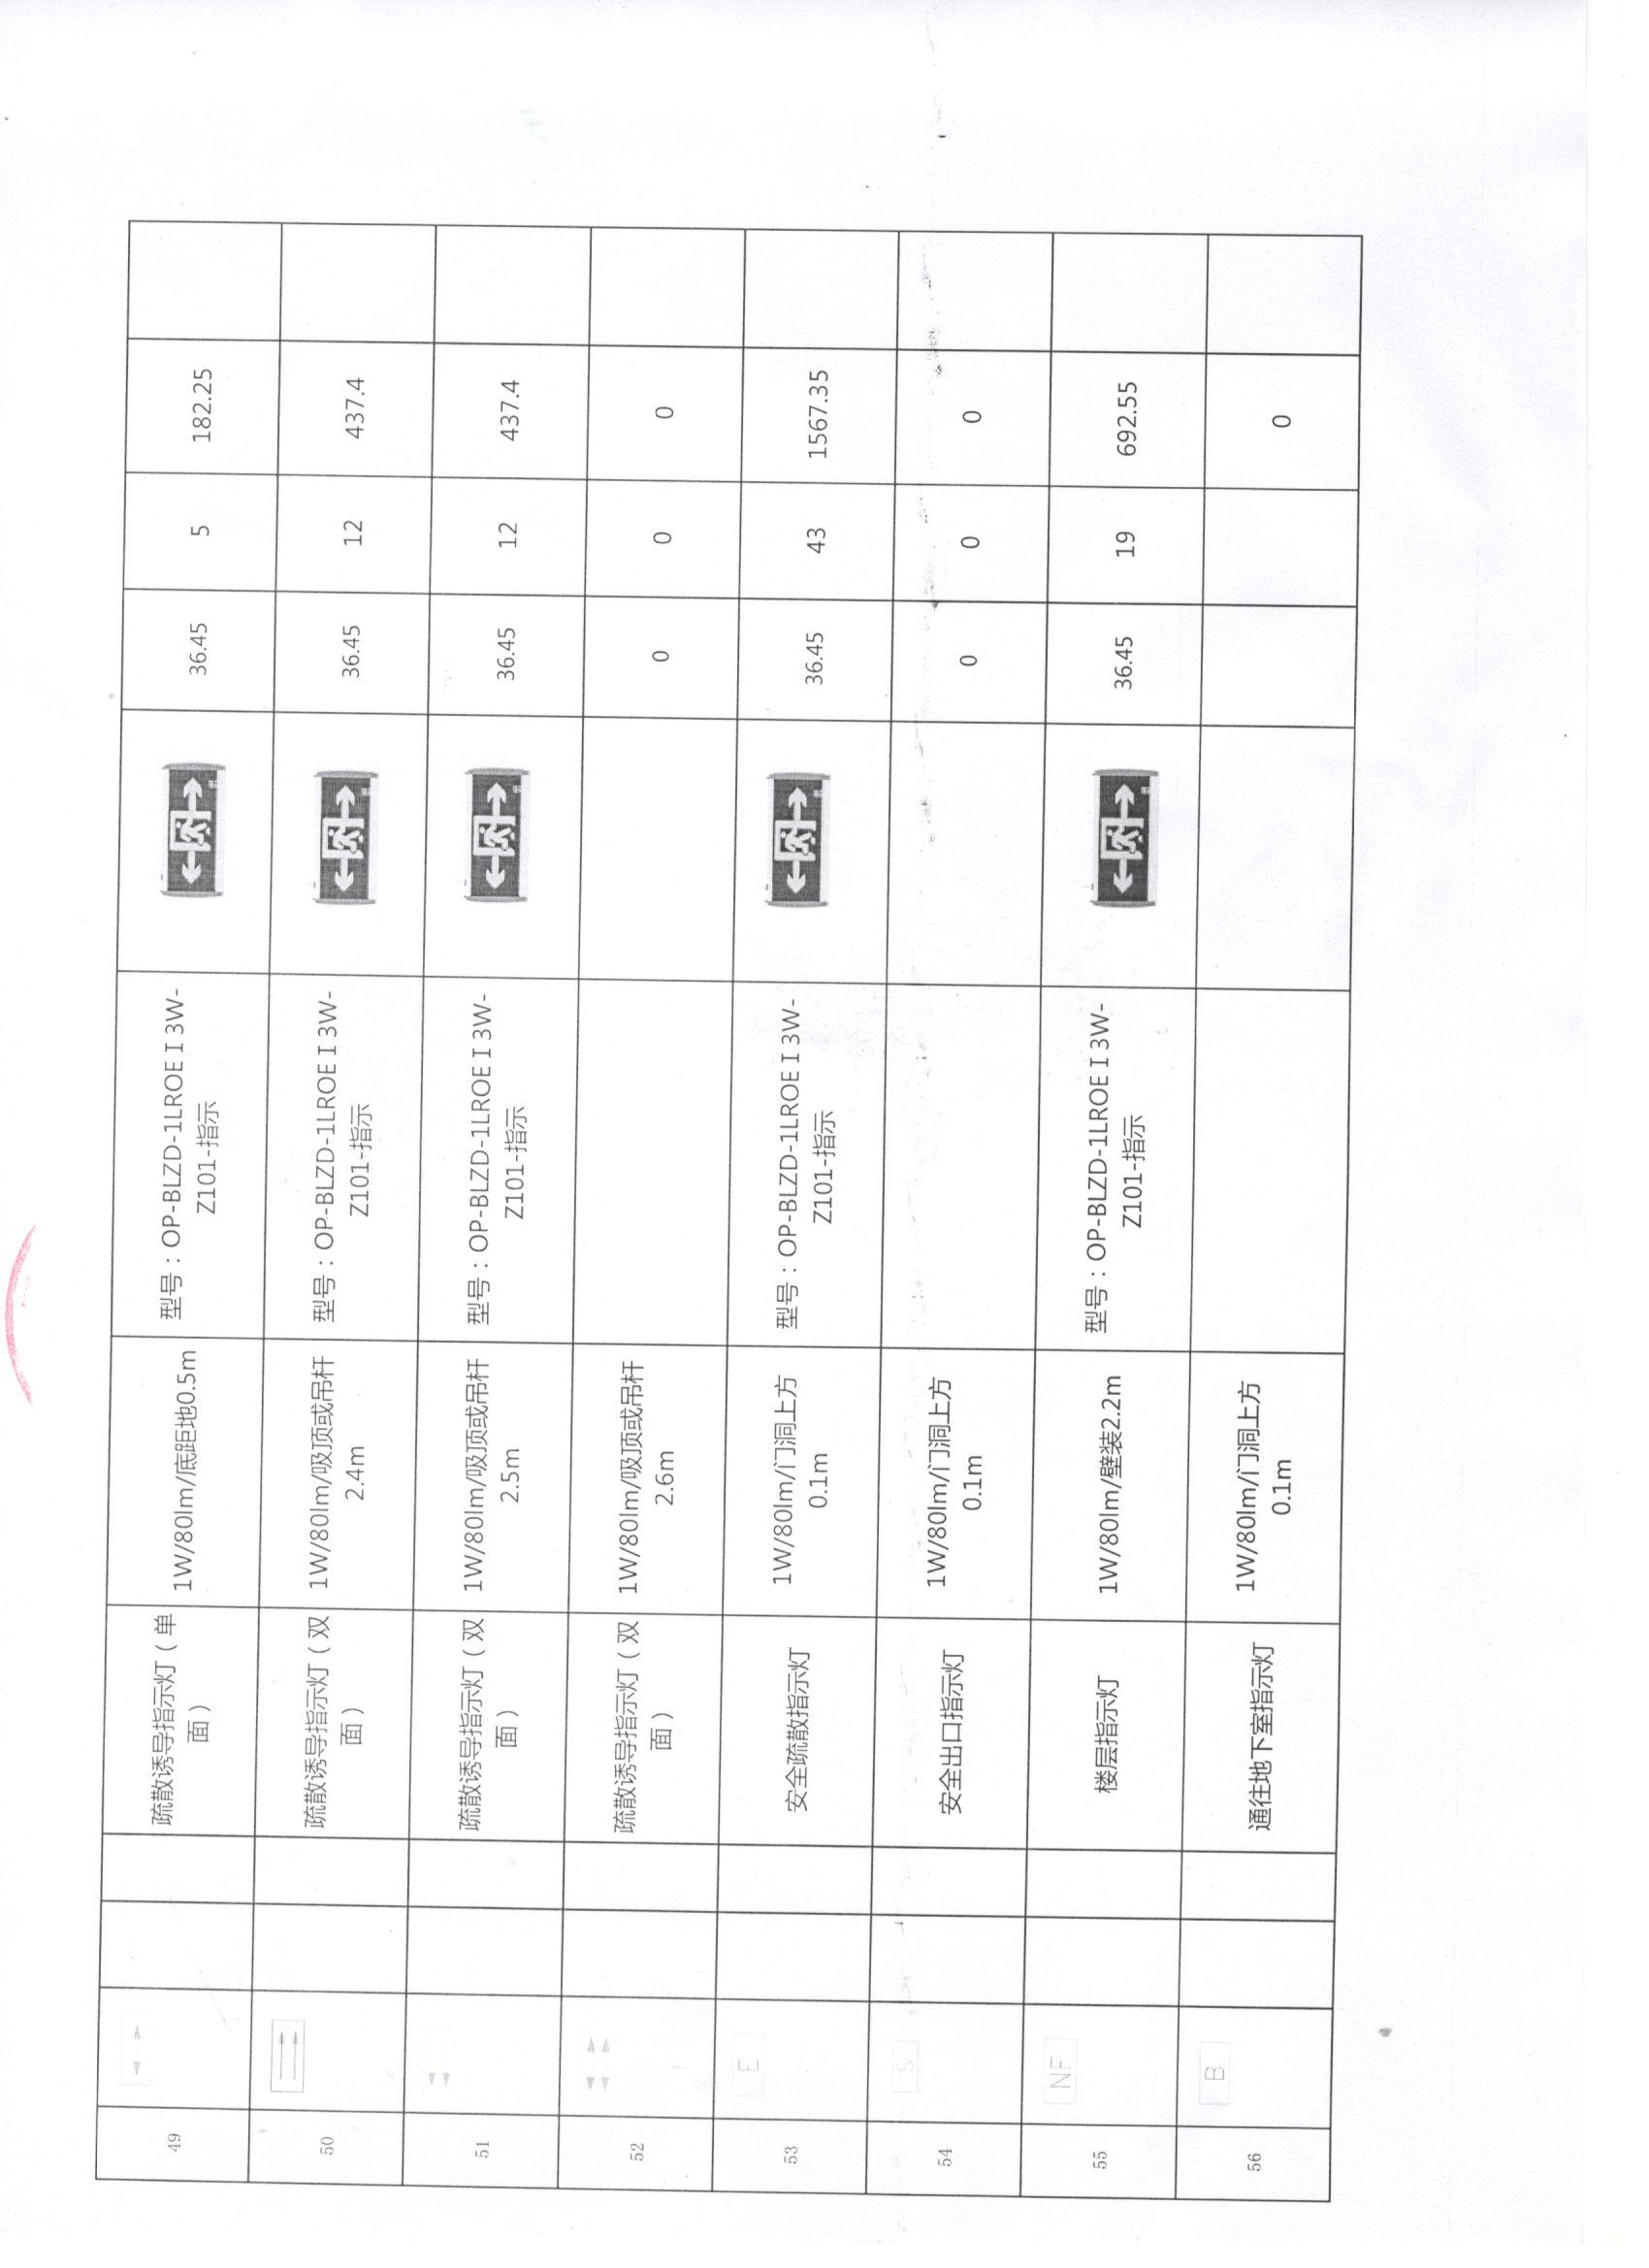 49
疏散诱导指示灯（单
面）
1W/80lm/底距地0.5m
型号：OP-BLZD-1LROE I 3W-
Z101-指示
36.45
5
182.25
50
疏散诱导指示灯（双
面）
1W/80lm/吸顶或吊杆
2.4m
型号：OP-BLZD-1LROE I 3W-
Z101-指示
36.45
12
437.4
51
疏散诱导指示灯（双
面）
1W/80lm/吸顶或吊杆
2.5m
型号：OP-BLZD-1LROE I 3W-
Z101-指示
36.45
12
437.4
52
疏散诱导指示灯（双
面）
1W/80lm/吸顶或吊杆
2.6m
0
0
0
53
E
安全疏散指示灯
1W/80lm/门洞上方
0.1m
型号：OP-BLZD-1LROE I 3W-
Z101-指示
36.45
43
1567.35
54
S
安全出口指示灯
1W/80lm/门洞上方
0.1m
0
0
0
55
NF
楼层指示灯
1W/80lm/壁装2.2m
型号：OP-BLZD-1LROE I 3W-
Z101-指示
36.45
19
692.55
56
B
通往地下室指示灯
1W/80lm/门洞上方
0.1m
0